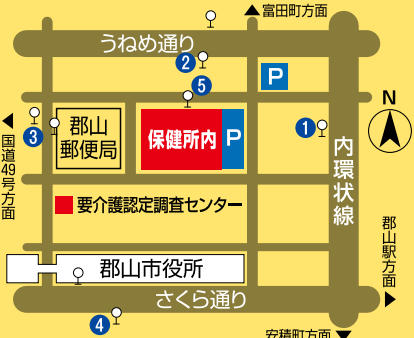 富田町方面
うねめ通り
2
P
5
N
1
3
郡山
郵便局
保健所内
P
国道49号方面
内環状線
要介護認定調査センター
郡山駅方面
郡山市役所
さくら通り
4
安積町方面